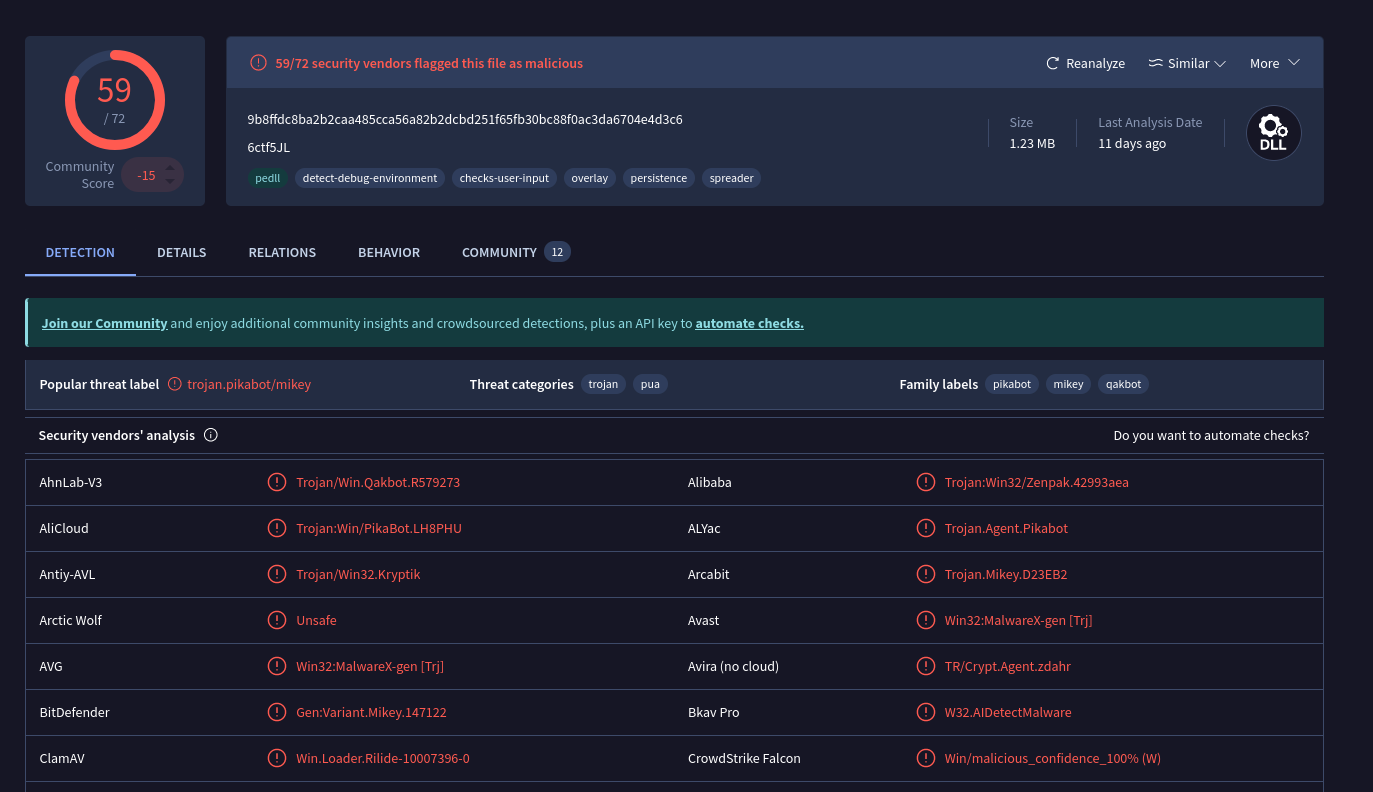 59
/ 72
Community
Score
-15
59/72 security vendors flagged this file as malicious
Reanalyze
Similar
More
9b8ffdc8ba2b2caa485cca56a82b2dcbd251f65fb30bc88f0ac3da6704e4d3c6
6ctf5JL
pedll
detect-debug-environment
checks-user-input
overlay
persistence
spreader
Size
1.23 MB
Last Analysis Date
11 days ago
DLL
DETECTION
DETAILS
RELATIONS
BEHAVIOR
COMMUNITY 12
Join our Community and enjoy additional community insights and crowdsourced detections, plus an API key to automate checks.
Popular threat label trojan.pikabot/mikey
Threat categories trojan pua
Family labels pikabot mikey qakbot
Security vendors' analysis
Do you want to automate checks?
AhnLab-V3 Trojan/Win.Qakbot.R579273 Alibaba Trojan:Win32/Zenpak.42993aea
AliCloud Trojan:Win/PikaBot.LH8PHU ALYac Trojan.Agent.Pikabot
Antiy-AVL Trojan/Win32.Kryptik Arcabit Trojan.Mikey.D23EB2
Arctic Wolf Unsafe Avast Win32:MalwareX-gen [Trj]
AVG Win32:MalwareX-gen [Trj] Avira (no cloud) TR/Crypt.Agent.zdahr
BitDefender Gen:Variant.Mikey.147122 Bkav Pro W32.AIDetectMalware
ClamAV Win.Loader.Rilide-10007396-0 CrowdStrike Falcon Win/malicious_confidence_100% (W)